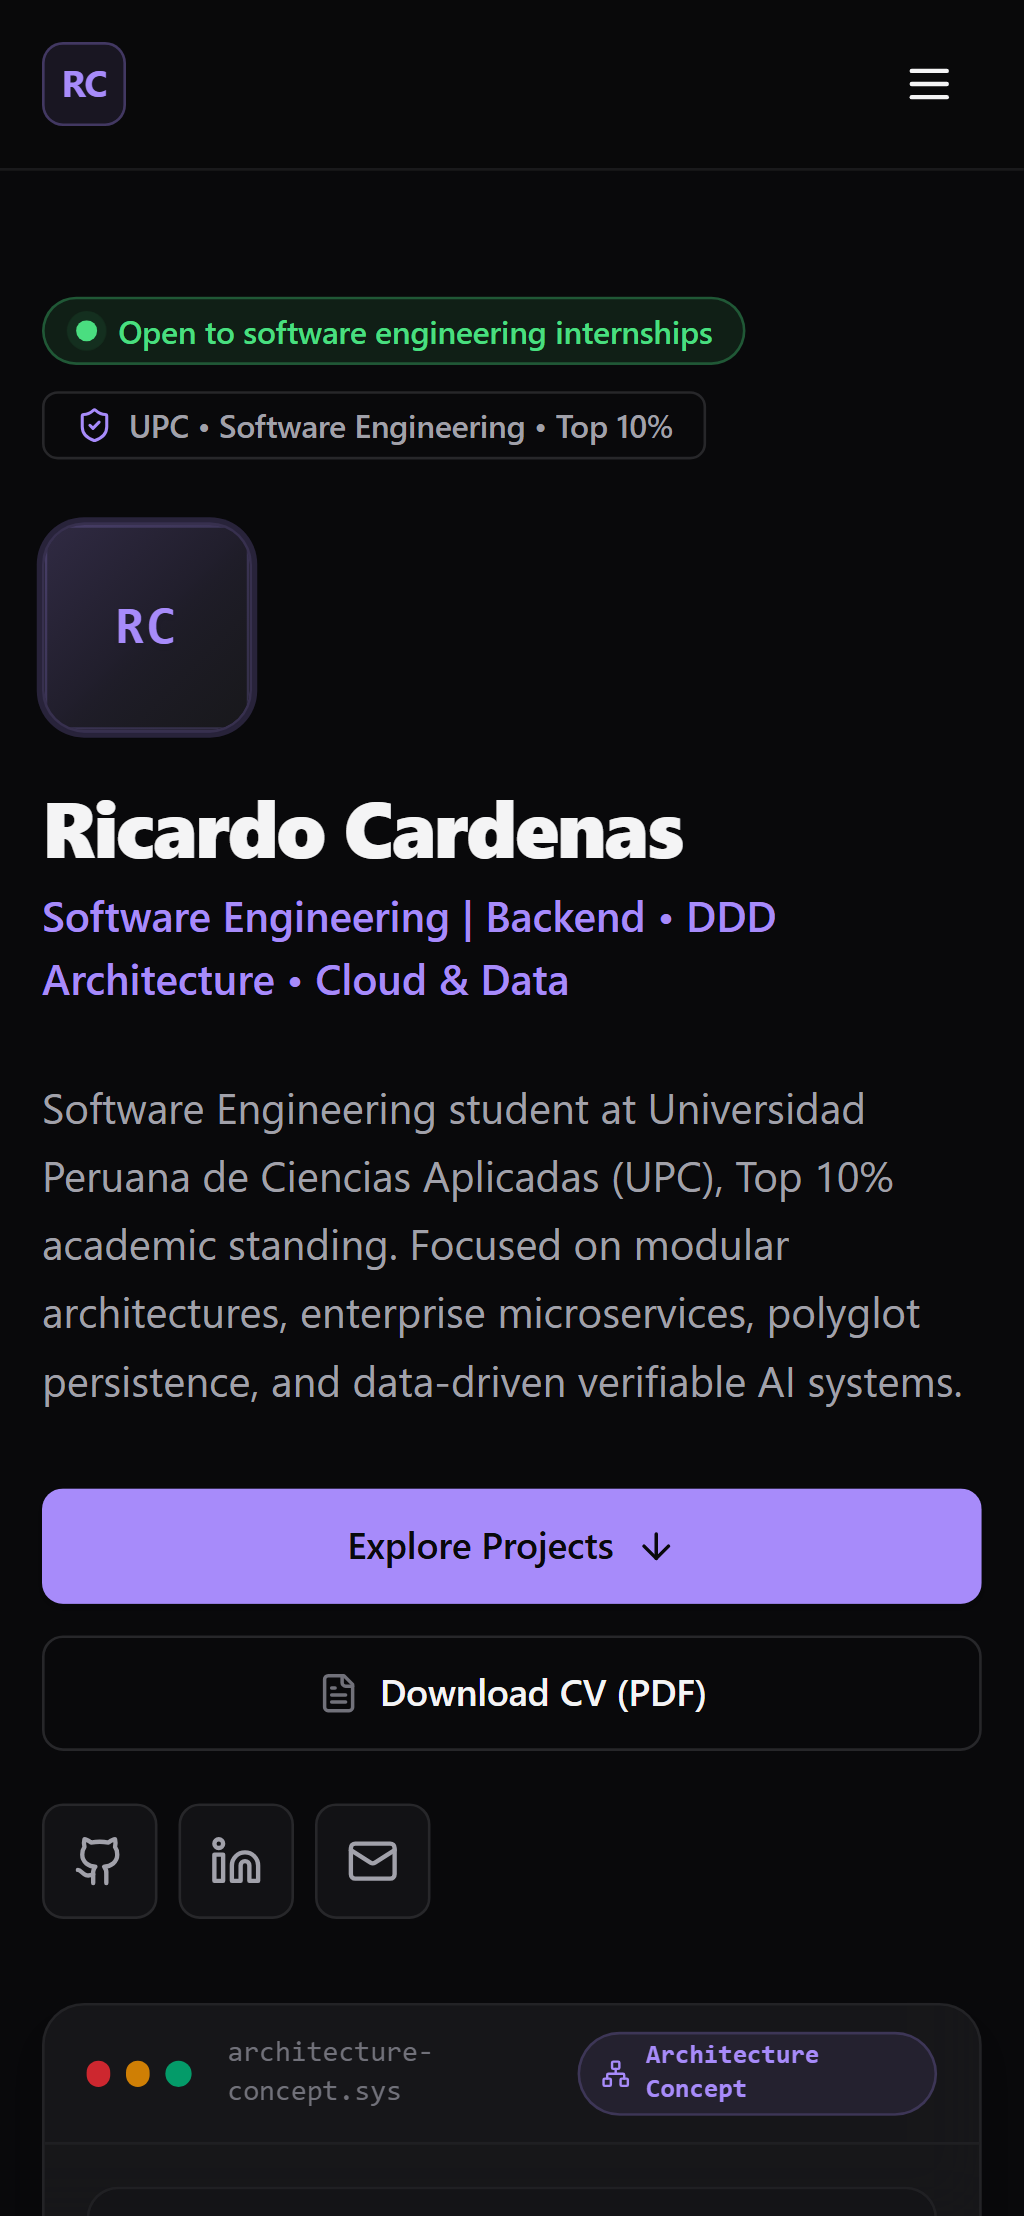 RC
Open to software engineering internships
UPC • Software Engineering • Top 10%
RC
Ricardo Cardenas
Software Engineering | Backend • DDD
Architecture • Cloud & Data
Software Engineering student at Universidad
Peruana de Ciencias Aplicadas (UPC), Top 10%
academic standing. Focused on modular
architectures, enterprise microservices, polyglot
persistence, and data-driven verifiable AI systems.
Explore Projects
Download CV (PDF)
architecture-
concept.sys
Architecture
Concept